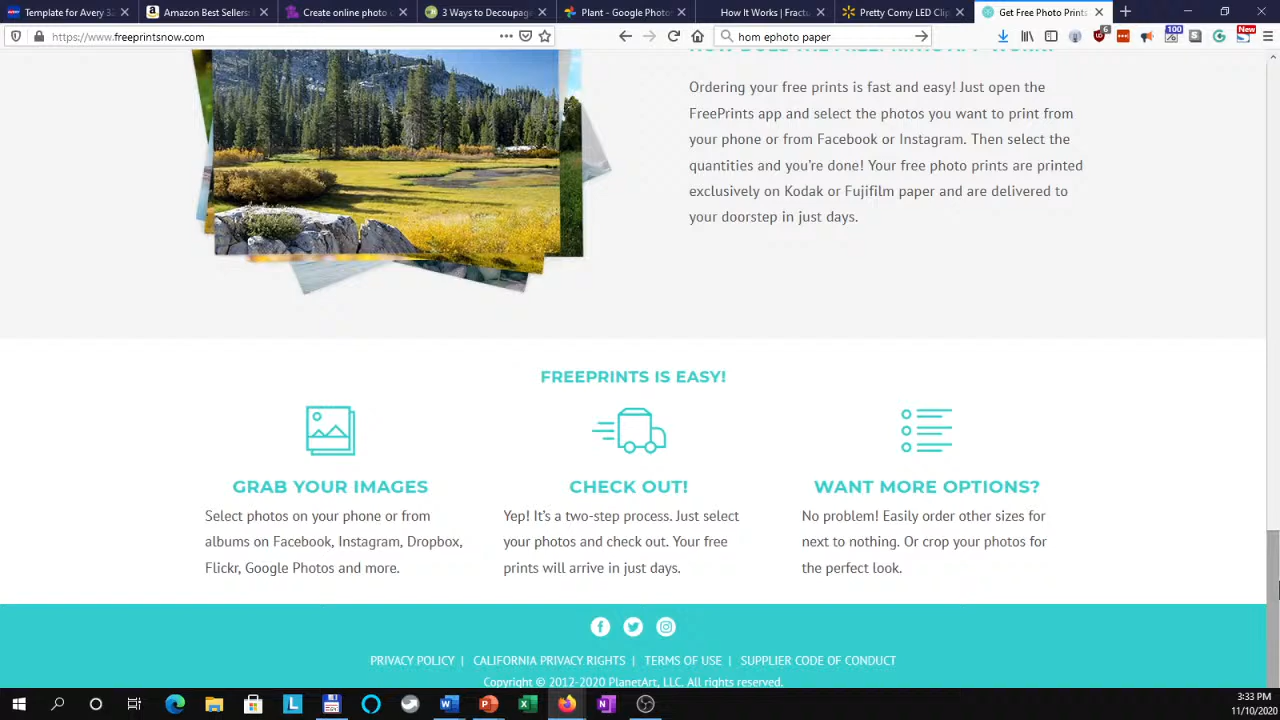 Template for Avery 5
Amazon Best Sellers:
Create online photo
3 Ways to Decoupage
Plant - Google Photos
How It Works | Fractu
Pretty Comy LED Clip
Get Free Photo Prints
https://www.freeprintsnow.com
hom ephoto paper
6
100
New
Ordering your free prints is fast and easy! Just open the
FreePrints app and select the photos you want to print from
your phone or from Facebook or Instagram. Then select the
quantities and you're done! Your free photo prints are printed
exclusively on Kodak or Fujifilm paper and are delivered to
your doorstep in just days.
FREEPRINTS IS EASY!
GRAB YOUR IMAGES
Select photos on your phone or from
albums on Facebook, Instagram, Dropbox,
Flickr, Google Photos and more.
CHECK OUT!
Yep! It's a two-step process. Just select
your photos and check out. Your free
prints will arrive in just days.
WANT MORE OPTIONS?
No problem! Easily order other sizes for
next to nothing. Or crop your photos for
the perfect look.
PRIVACY POLICY | CALIFORNIA PRIVACY RIGHTS | TERMS OF USE | SUPPLIER CODE OF CONDUCT
Copyright © 2012-2020 PlanetArt, LLC. All rights reserved.
3:33 PM
11/10/2020